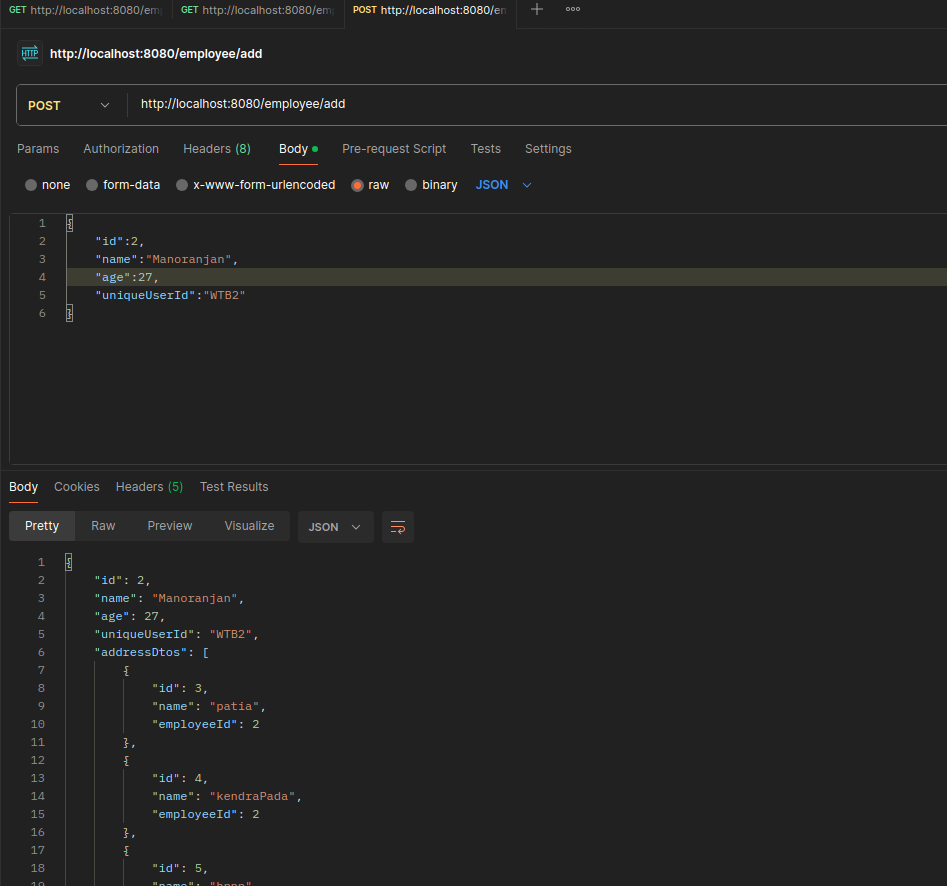 GET http://localhost:8080/em GET http://localhost:8080/em POST http://localhost:8080/en
HTTP http://localhost:8080/employee/add
POST http://localhost:8080/employee/add
Params Authorization Headers (8) Body Pre-request Script Tests Settings
none form-data x-www-form-urlencoded raw binary JSON
1 {
2 "id":2,
3 "name":"Manoranjan",
4 "age":27,
5 "uniqueUserId":"WTB2"
6 }
Body Cookies Headers (5) Test Results
Pretty Raw Preview Visualize JSON
1 {
2 "id": 2,
3 "name": "Manoranjan",
4 "age": 27,
5 "uniqueUserId": "WTB2",
6 "addressDtos": [
7 {
8 "id": 3,
9 "name": "patia",
10 "employeeId": 2
11 },
12 {
13 "id": 4,
14 "name": "kendraPada",
15 "employeeId": 2
16 },
17 {
18 "id": 5,
19 "name":